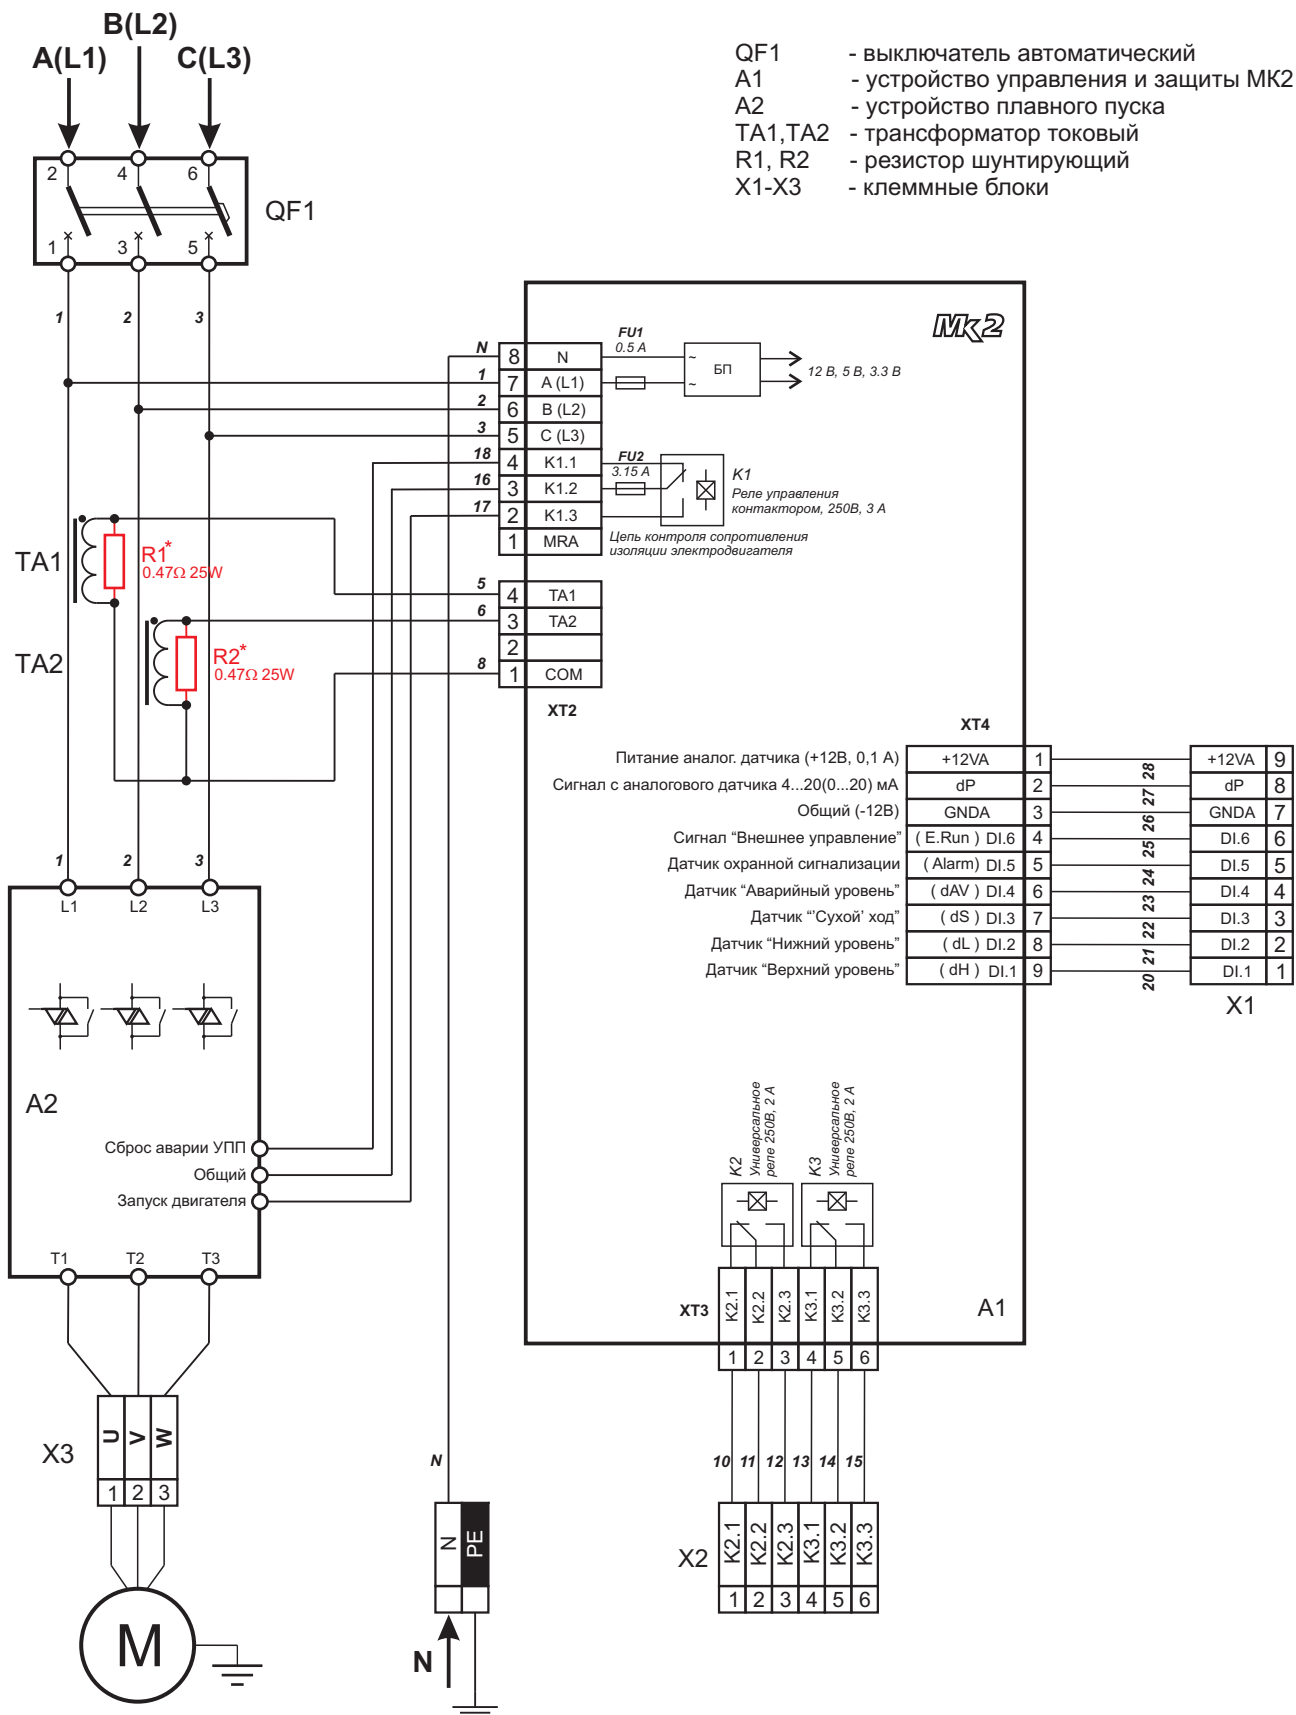 B(L2)
A(L1)
C(L3)
QF1 - выключатель автоматический
A1 - устройство управления и защиты МК2
A2 - устройство плавного пуска
TA1,TA2 - трансформатор токовый
R1, R2 - резистор шунтирующий
X1-X3 - клеммные блоки
2 4 6
QF1
1 3 5
1 2 3
Mk2
N 8 N
FU1
0.5 A
БП
12 В, 5 В, 3.3 В
1 7 A (L1)
~
~
2 6 B (L2)
3 5 C (L3)
18 4 K1.1
FU2
3.15 A
16 3 K1.2
17 2 K1.3
K1
Реле управления
контактором, 250В, 3 А
1 MRA
Цепь контроля сопротивления
изоляции электродвигателя
TA1
R1*
0.47Ω 25W
5 4 TA1
6 3 TA2
2
8 1 COM
XT2
TA2
R2*
0.47Ω 25W
XT4
Питание аналог. датчика (+12В, 0,1 А) +12VA 1 28 +12VA 9
Сигнал с аналогового датчика 4...20(0...20) мА dP 2 27 dP 8
Общий (-12В) GNDA 3 26 GNDA 7
Сигнал “Внешнее управление” ( E.Run ) DI.6 4 25 DI.6 6
Датчик охранной сигнализации ( Alarm) DI.5 5 24 DI.5 5
Датчик “Аварийный уровень” ( dAV ) DI.4 6 23 DI.4 4
Датчик “'Сухой' ход” ( dS ) DI.3 7 22 DI.3 3
Датчик “Нижний уровень” ( dL ) DI.2 8 21 DI.2 2
Датчик “Верхний уровень” ( dH ) DI.1 9 20 DI.1 1
X1
1 2 3
L1 L2 L3
A2
Сброс аварии УПП
Общий
Запуск двигателя
T1 T2 T3
K2
Универсальное
реле 250В, 2 А
K3
Универсальное
реле 250В, 2 А
XT3
K2.1 K2.2 K2.3 K3.1 K3.2 K3.3
A1
1 2 3 4 5 6
X3
U V W
1 2 3
N
10 11 12 13 14 15
N PE
X2
K2.1 K2.2 K2.3 K3.1 K3.2 K3.3
1 2 3 4 5 6
M
N